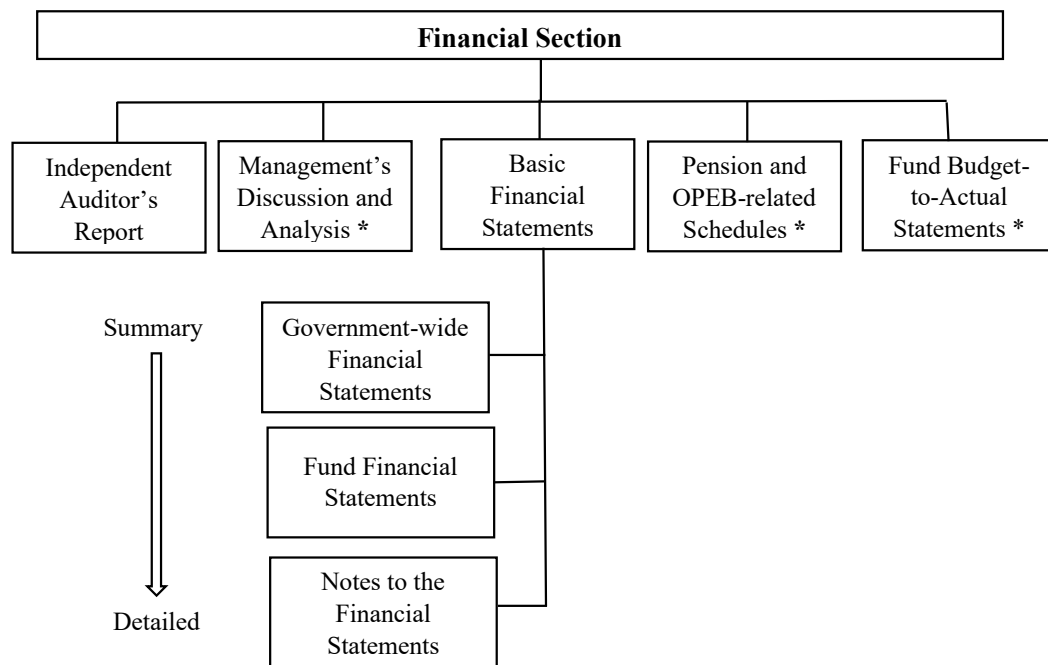 Financial Section
Independent
Auditor’s
Report
Management’s
Discussion and
Analysis *
Basic
Financial
Statements
Pension and
OPEB-related
Schedules *
Fund Budget-
to-Actual
Statements *
Summary
Detailed
Government-wide
Financial
Statements
Fund Financial
Statements
Notes to the
Financial
Statements